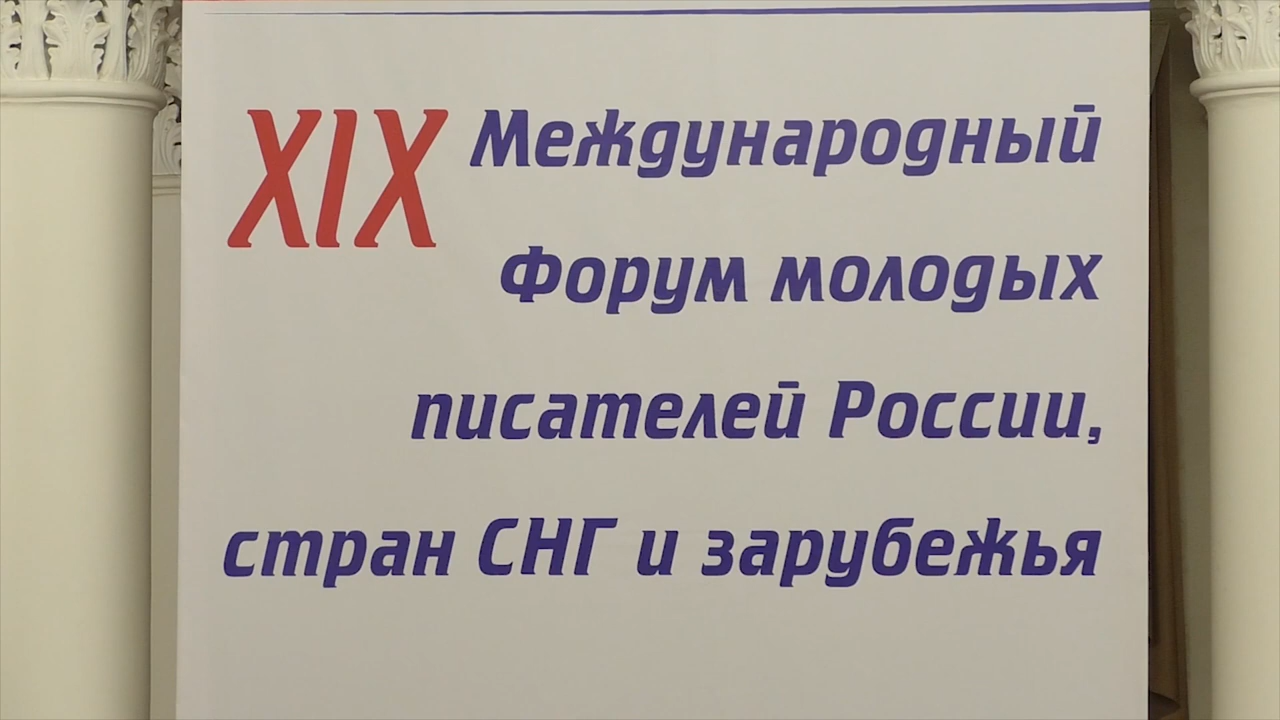 XIX Международный
Форум молодых
писателей России,
стран СНГ и зарубежья